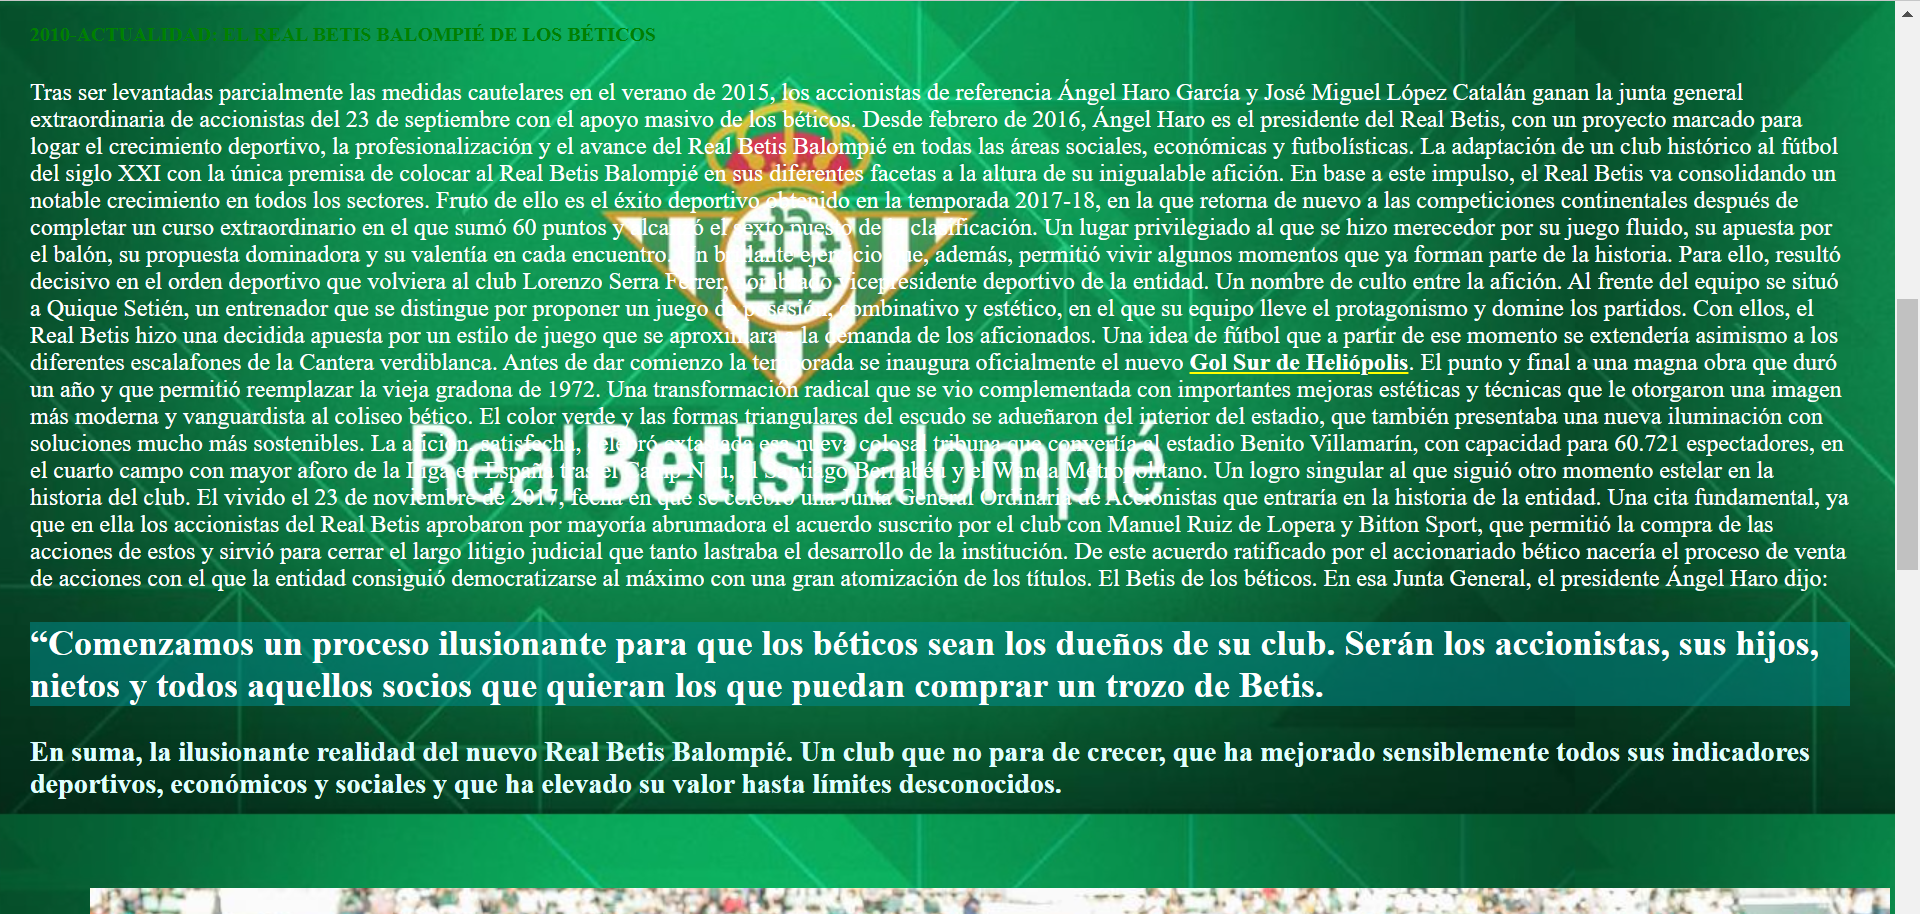 2010-ACTUALIDAD: EL REAL BETIS BALOMPIÉ DE LOS BÉTICOS
Tras ser levantadas parcialmente las medidas cautelares en el verano de 2015, los accionistas de referencia Ángel Haro García y José Miguel López Catalán ganan la junta general
extraordinaria de accionistas del 23 de septiembre con el apoyo masivo de los béticos. Desde febrero de 2016, Ángel Haro es el presidente del Real Betis, con un proyecto marcado para
logar el crecimiento deportivo, la profesionalización y el avance del Real Betis Balompié en todas las áreas sociales, económicas y futbolísticas. La adaptación de un club histórico al fútbol
del siglo XXI con la única premisa de colocar al Real Betis Balompié en sus diferentes facetas a la altura de su inigualable afición. En base a este impulso, el Real Betis va consolidando un
notable crecimiento en todos los sectores. Fruto de ello es el éxito deportivo obtenido en la temporada 2017-18, en la que retorna de nuevo a las competiciones continentales después de
completar un curso extraordinario en el que sumó 60 puntos y alcanzó el sexto puesto de la clasificación. Un lugar privilegiado al que se hizo merecedor por su juego fluido, su apuesta por
el balón, su propuesta dominadora y su valentía en cada encuentro. Un brillante ejercicio que, además, permitió vivir algunos momentos que ya forman parte de la historia. Para ello, resultó
decisivo en el orden deportivo que volviera al club Lorenzo Serra Ferrer, nombrado vicepresidente deportivo de la entidad. Un nombre de culto entre la afición. Al frente del equipo se situó
a Quique Setién, un entrenador que se distingue por proponer un juego de posesión, combinativo y estético, en el que su equipo lleve el protagonismo y domine los partidos. Con ellos, el
Real Betis hizo una decidida apuesta por un estilo de juego que se aproximara a la demanda de los aficionados. Una idea de fútbol que a partir de ese momento se extendería asimismo a los
diferentes escalafones de la Cantera verdiblanca. Antes de dar comienzo la temporada se inaugura oficialmente el nuevo Gol Sur de Heliópolis. El punto y final a una magna obra que duró
un año y que permitió reemplazar la vieja gradona de 1972. Una transformación radical que se vio complementada con importantes mejoras estéticas y técnicas que le otorgaron una imagen
más moderna y vanguardista al coliseo bético. El color verde y las formas triangulares del escudo se adueñaron del interior del estadio, que también presentaba una nueva iluminación con
soluciones mucho más sostenibles. La afición, satisfecha, celebró extasiada esa nueva colosal tribuna que convertía al estadio Benito Villamarín, con capacidad para 60.721 espectadores, en
el cuarto campo con mayor aforo de la Liga en España tras el Camp Nou, el Santiago Bernabéu y el Wanda Metropolitano. Un logro singular al que siguió otro momento estelar en la
historia del club. El vivido el 23 de noviembre de 2017, fecha en que se celebró una Junta General Ordinaria de Accionistas que entraría en la historia de la entidad. Una cita fundamental, ya
que en ella los accionistas del Real Betis aprobaron por mayoría abrumadora el acuerdo suscrito por el club con Manuel Ruiz de Lopera y Bitton Sport, que permitió la compra de las
acciones de estos y sirvió para cerrar el largo litigio judicial que tanto lastraba el desarrollo de la institución. De este acuerdo ratificado por el accionariado bético nacería el proceso de venta
de acciones con el que la entidad consiguió democratizarse al máximo con una gran atomización de los títulos. El Betis de los béticos. En esa Junta General, el presidente Ángel Haro dijo:
RealBetisBalompié
“Comenzamos un proceso ilusionante para que los béticos sean los dueños de su club. Serán los accionistas, sus hijos,
nietos y todos aquellos socios que quieran los que puedan comprar un trozo de Betis.
En suma, la ilusionante realidad del nuevo Real Betis Balompié. Un club que no para de crecer, que ha mejorado sensiblemente todos sus indicadores
deportivos, económicos y sociales y que ha elevado su valor hasta límites desconocidos.